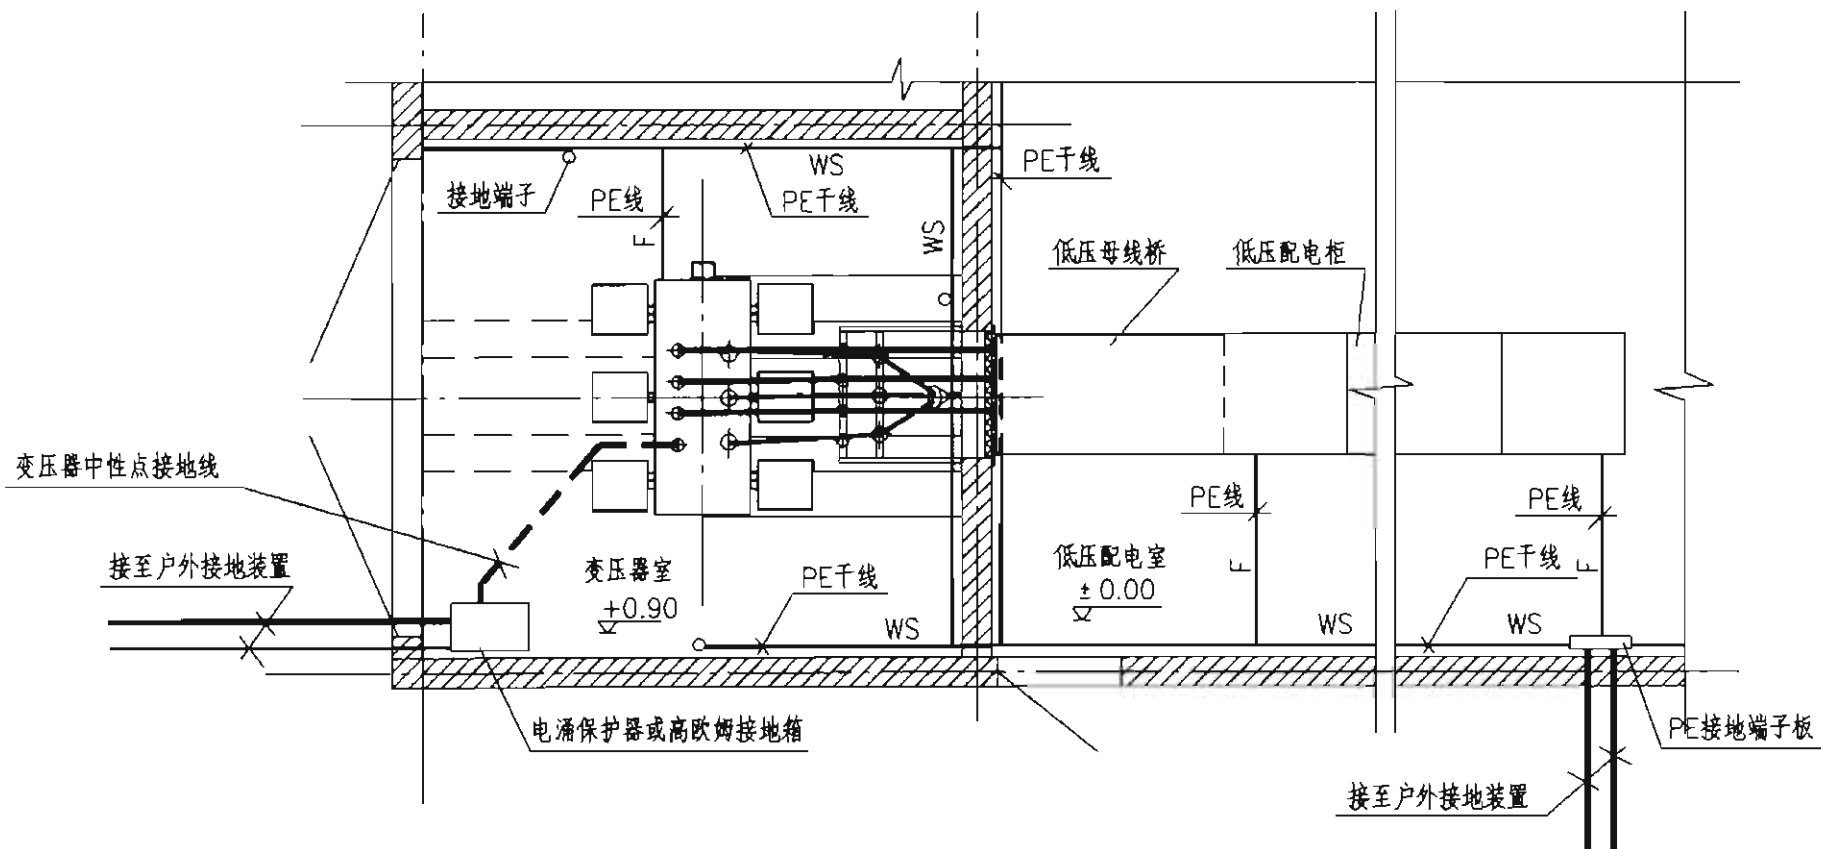 WS
PE干线
接地端子
PE线
PE干线
F
WS
低压母线桥
低压配电柜
变压器中性点接地线
PE线
PE线
接至户外接地装置
变压器室
+0.90
PE干线
低压配电室
±0.00
F
PE干线
F
WS
WS
WS
电涌保护器或高欧姆接地箱
PE接地端子板
接至户外接地装置